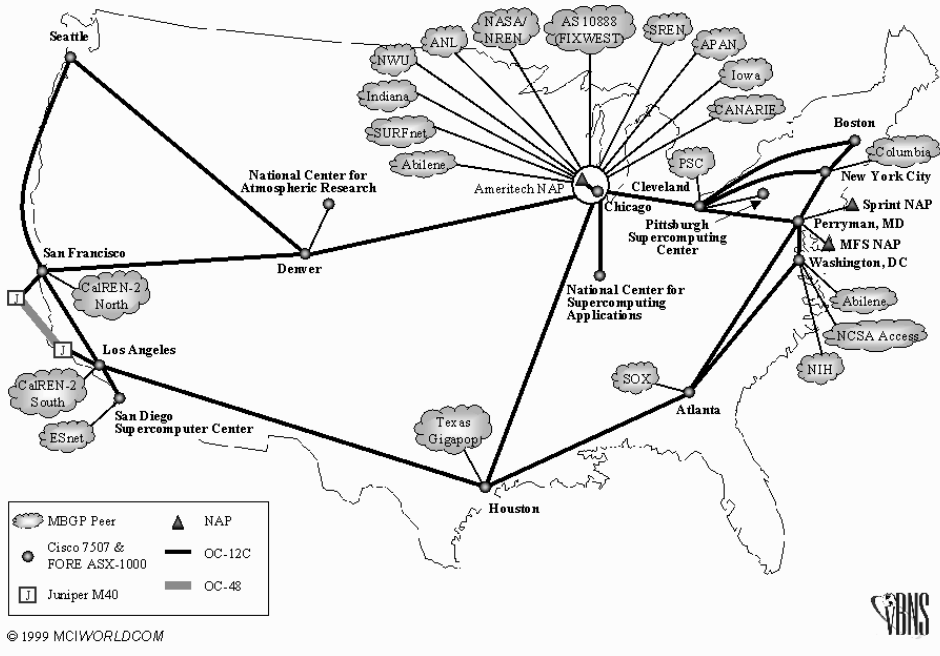 Seattle
NASA/
NREN
AS 10888
(FIXWEST)
SREN
ANL
APAN
NWU
Iowa
Indiana
CANARIE
SURFnet
Abilene
Boston
Columbia
PSC
New York City
National Center for
Atmospheric Research
Ameritech NAP
Cleveland
Chicago
Sprint NAP
Pittsburgh
Supercomputing
Center
Perryman, MD
MFS NAP
San Francisco
Denver
Washington, DC
CalREN-2
North
National Center for
Supercomputing
Applications
Abilene
J
NCSA Access
J
Los Angeles
NIH
CalREN-2
South
SOX
Atlanta
San Diego
Supercomputer Center
ESnet
Texas
Gigapop
Houston
MBGP Peer
NAP
Cisco 7507 &
FORE ASX-1000
OC-12C
J
Juniper M40
OC-48
© 1999 MCIWORLDCOM
vBNS